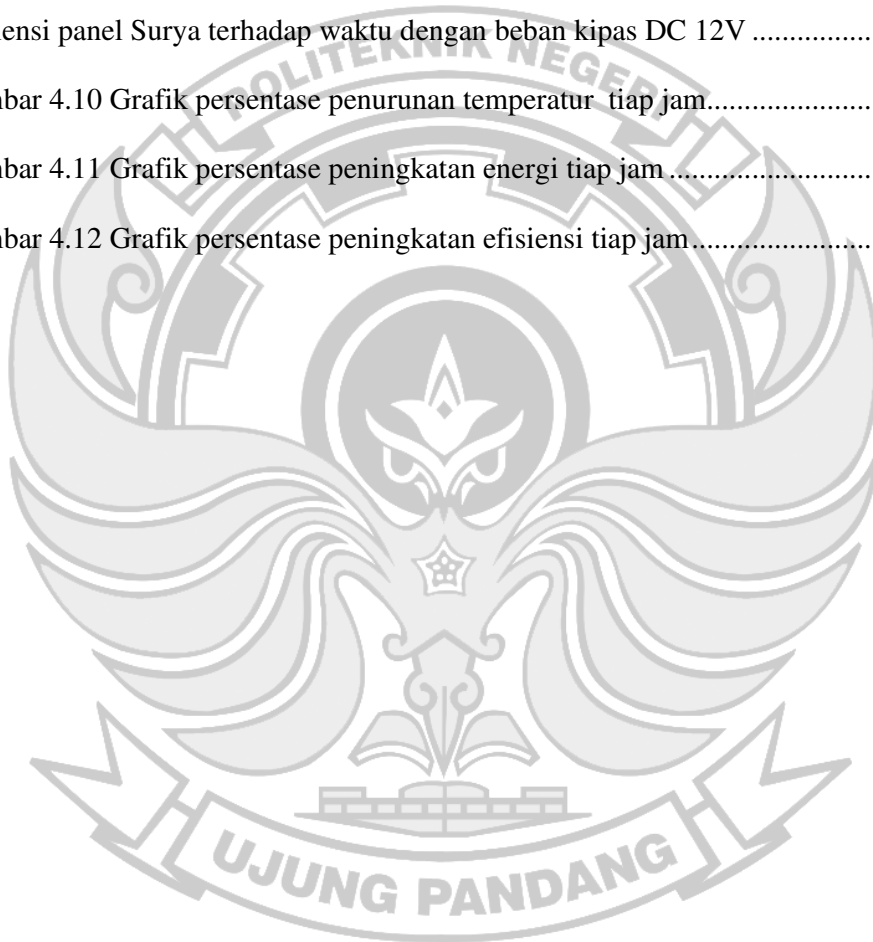 ensi panel Surya terhadap waktu dengan beban kipas DC 12V ................
POLITEKNIK NEGERI
bar 4.10 Grafik persentase penurunan temperatur tiap jam......................
bar 4.11 Grafik persentase peningkatan energi tiap jam ...........................
bar 4.12 Grafik persentase peningkatan efisiensi tiap jam ........................
UJUNG PANDANG